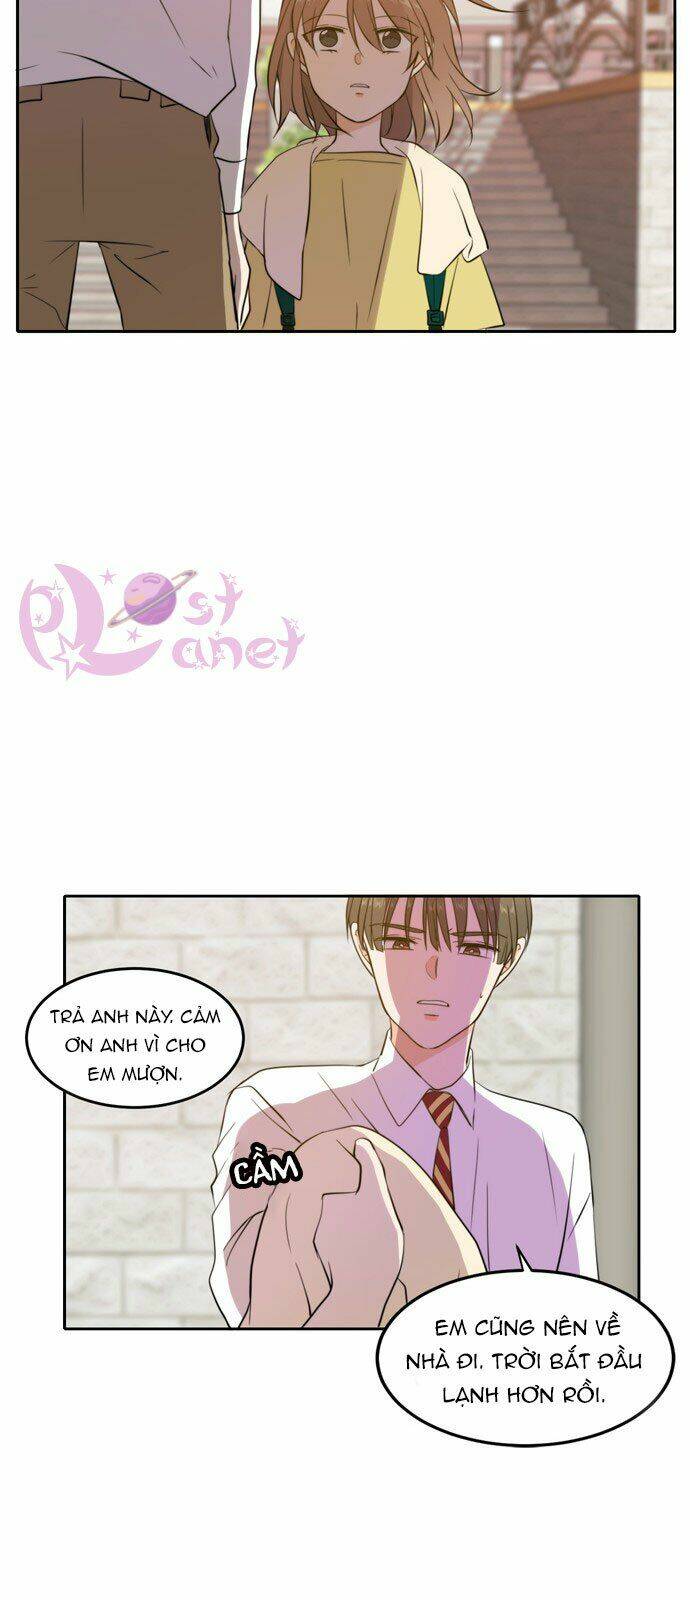 Lost
Planet
TRẢ ANH NÀY. CẢM
ƠN ANH VÌ CHO
EM MƯỢN.
CẦM
EM CŨNG NÊN VỀ
NHÀ ĐI. TRỜI BẮT ĐẦU
LẠNH HƠN RỒI.